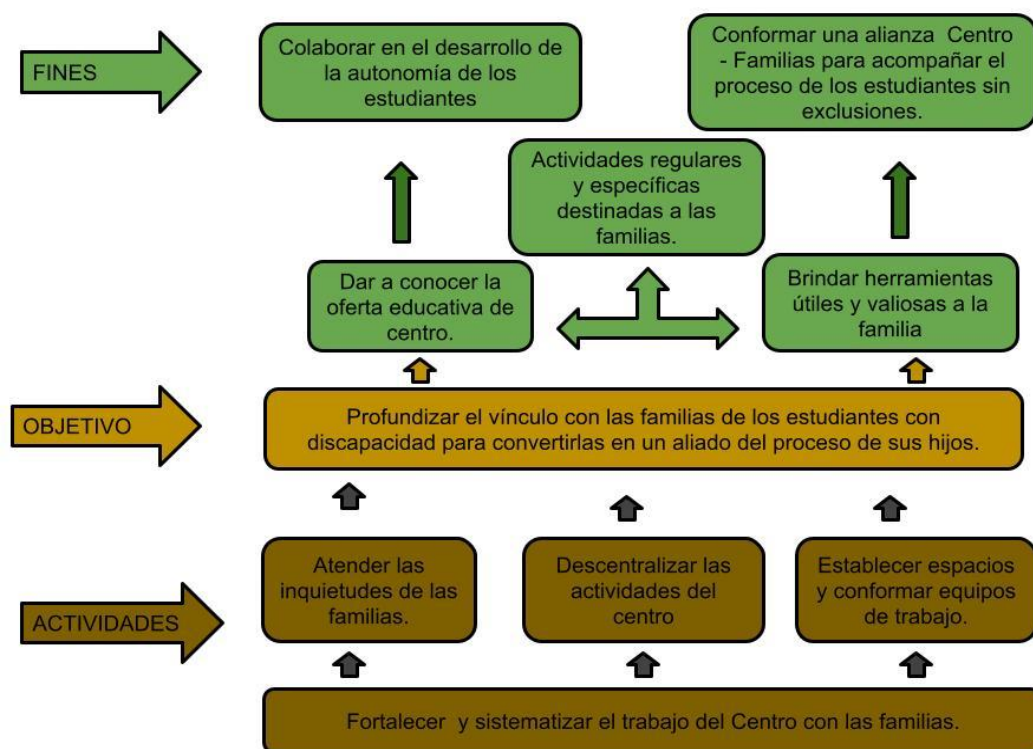 FINES
Colaborar en el desarrollo de
la autonomía de los
estudiantes
Conformar una alianza Centro
- Familias para acompañar el
proceso de los estudiantes sin
exclusiones.
Actividades regulares
y específicas
destinadas a las
familias.
Dar a conocer la
oferta educativa de
centro.
Brindar herramientas
útiles y valiosas a la
familia
OBJETIVO
Profundizar el vínculo con las familias de los estudiantes con
discapacidad para convertirlas en un aliado del proceso de sus hijos.
ACTIVIDADES
Atender las
inquietudes de las
familias.
Descentralizar las
actividades del
centro
Establecer espacios
y conformar equipos
de trabajo.
Fortalecer y sistematizar el trabajo del Centro con las familias.